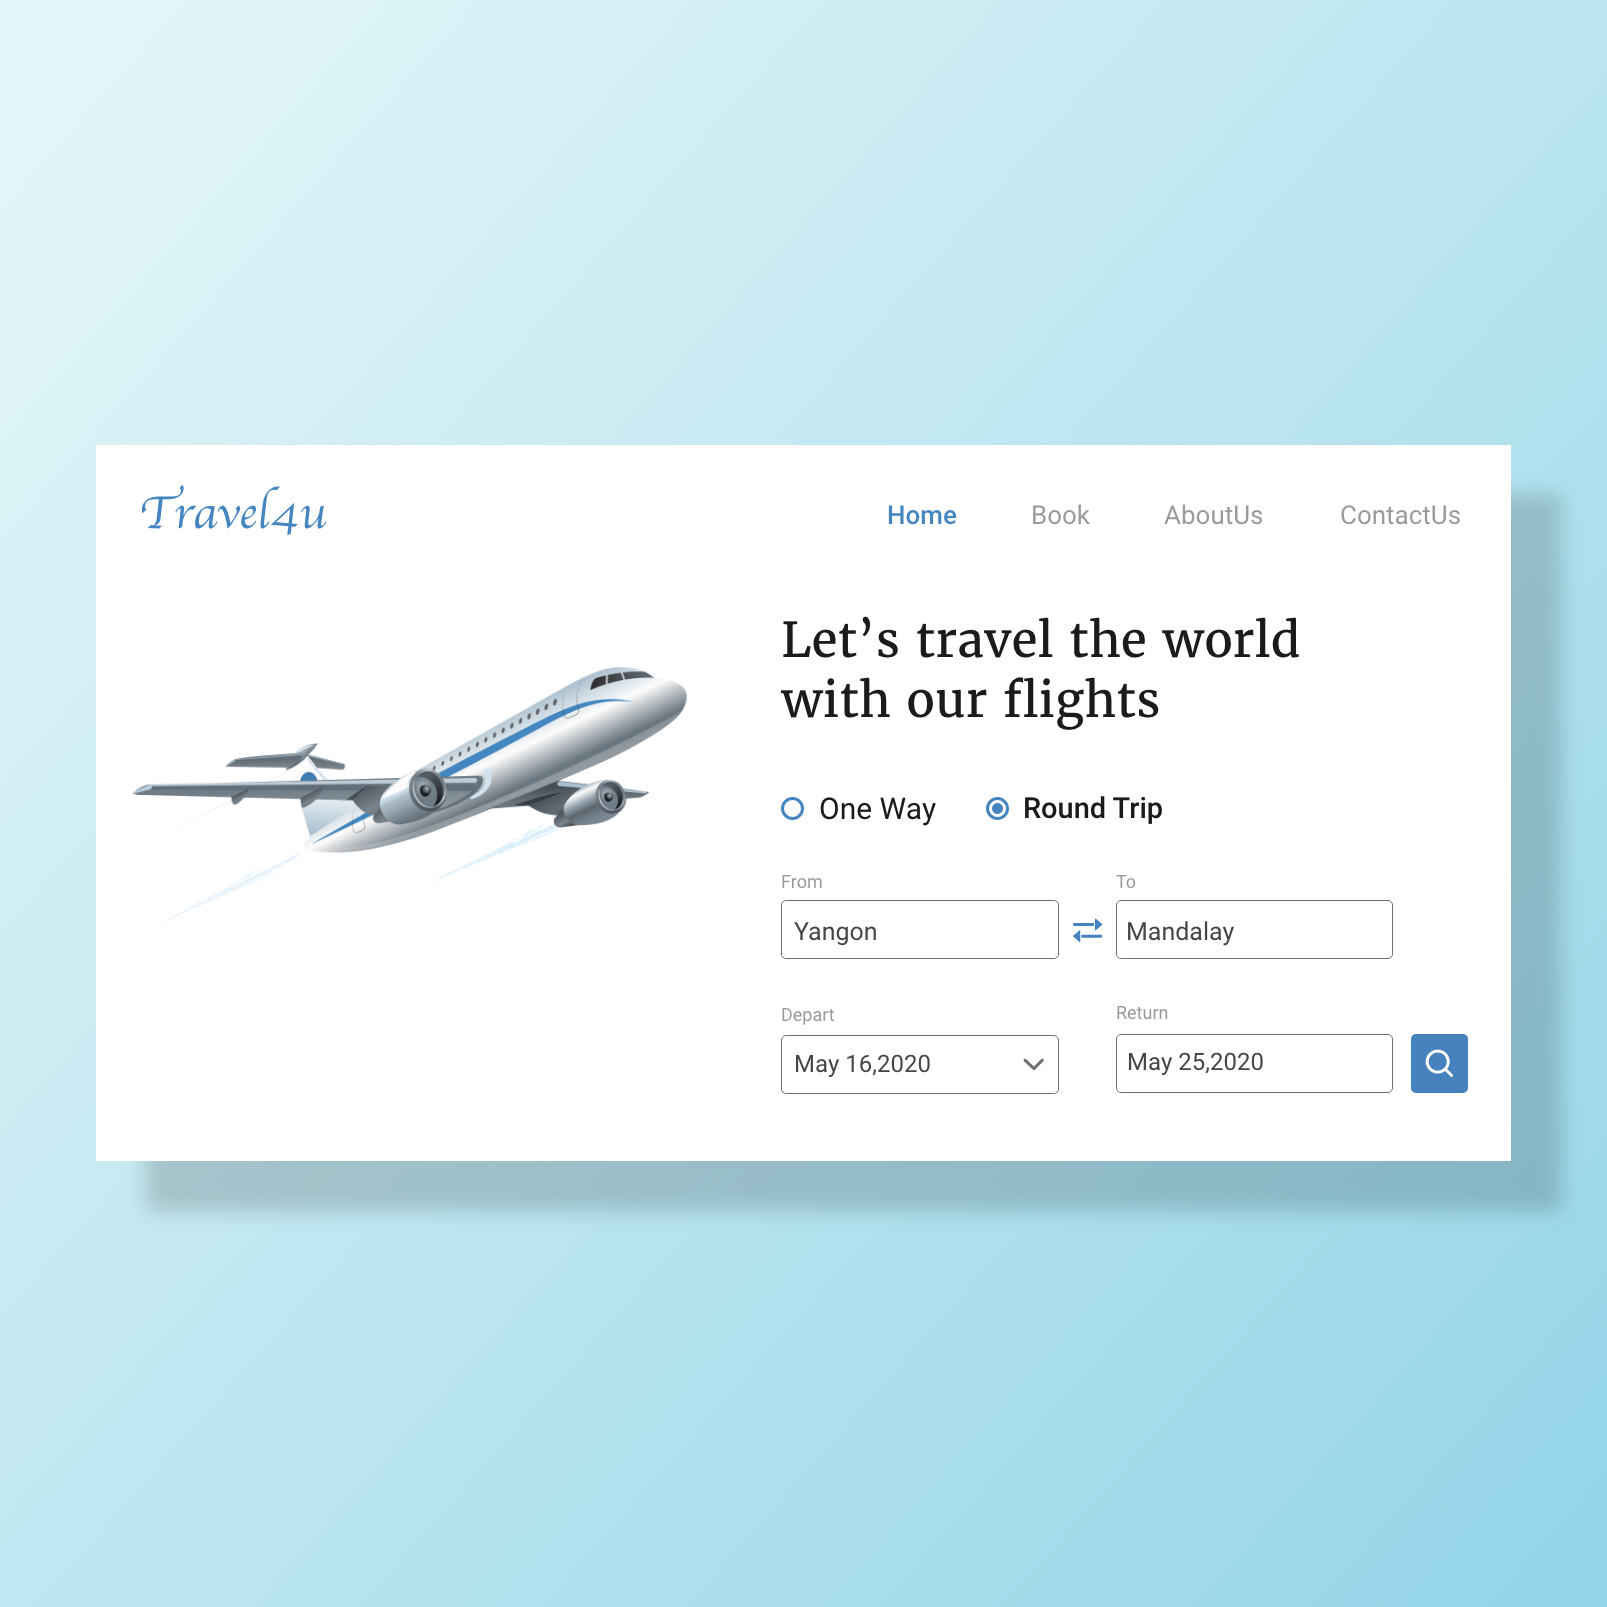 Travel4u
Home Book AboutUs ContactUs
Let’s travel the world
with our flights
One Way Round Trip
From To
Yangon Mandalay
Depart Return
May 16,2020 May 25,2020